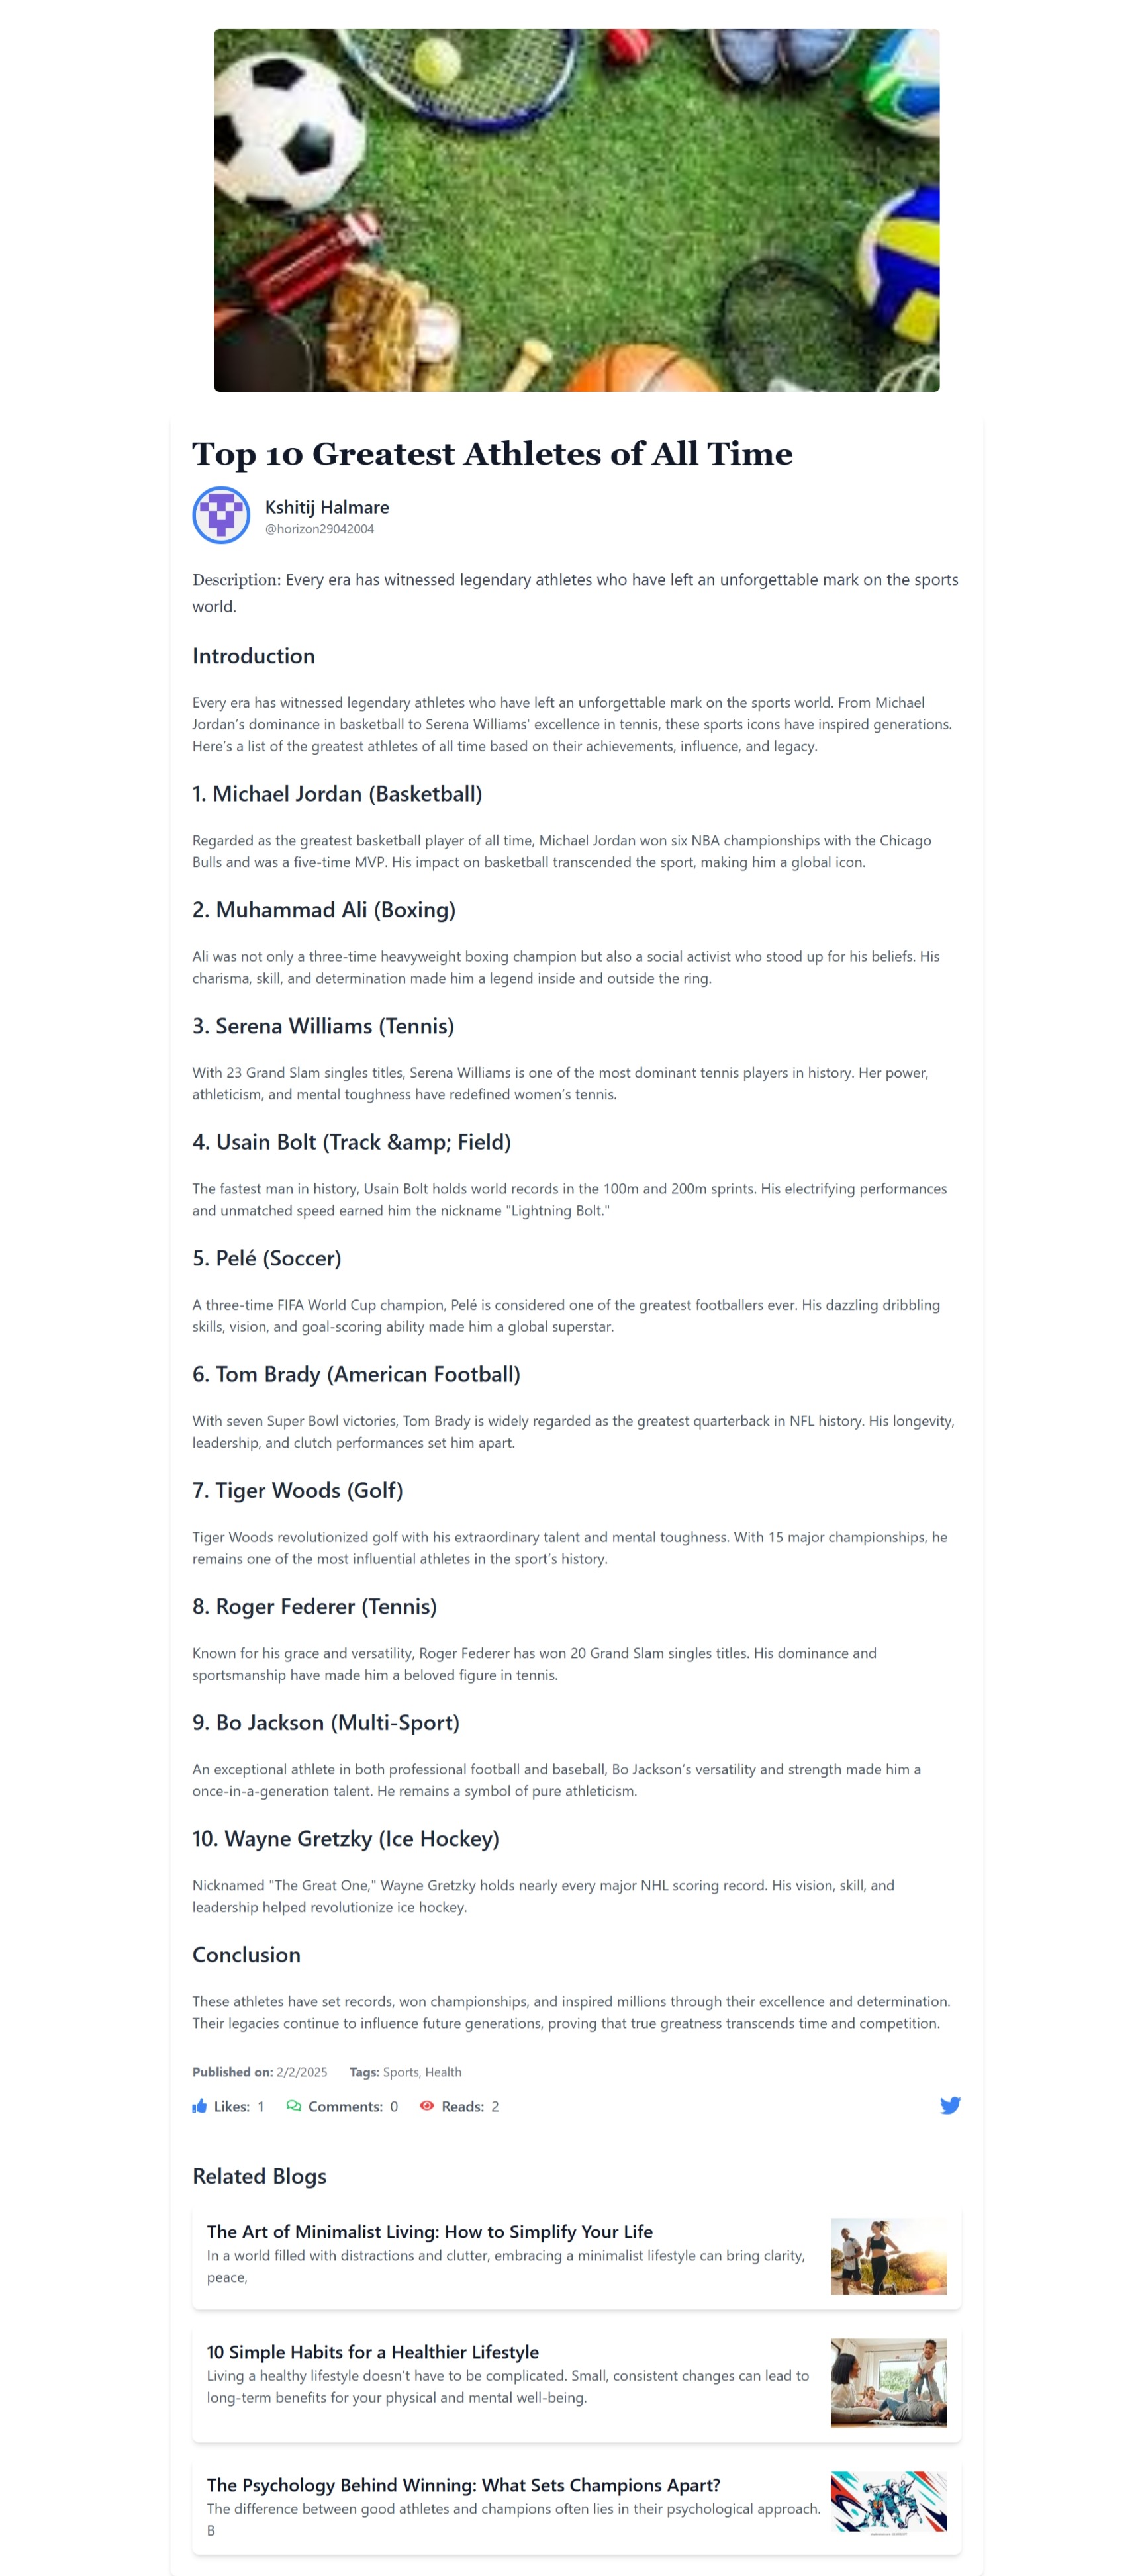 Top 10 Greatest Athletes of All Time
Kshitij Halmare
@horizon29042004
Description: Every era has witnessed legendary athletes who have left an unforgettable mark on the sports
world.
Introduction
Every era has witnessed legendary athletes who have left an unforgettable mark on the sports world. From Michael
Jordan's dominance in basketball to Serena Williams' excellence in tennis, these sports icons have inspired generations.
Here's a list of the greatest athletes of all time based on their achievements, influence, and legacy.
1. Michael Jordan (Basketball)
Regarded as the greatest basketball player of all time, Michael Jordan won six NBA championships with the Chicago
Bulls and was a five-time MVP. His impact on basketball transcended the sport, making him a global icon.
2. Muhammad Ali (Boxing)
Ali was not only a three-time heavyweight boxing champion but also a social activist who stood up for his beliefs. His
charisma, skill, and determination made him a legend inside and outside the ring.
3. Serena Williams (Tennis)
With 23 Grand Slam singles titles, Serena Williams is one of the most dominant tennis players in history. Her power,
athleticism, and mental toughness have redefined women's tennis.
4. Usain Bolt (Track &amp; Field)
The fastest man in history, Usain Bolt holds world records in the 100m and 200m sprints. His electrifying performances
and unmatched speed earned him the nickname "Lightning Bolt."
5. Pelé (Soccer)
A three-time FIFA World Cup champion, Pelé is considered one of the greatest footballers ever. His dazzling dribbling
skills, vision, and goal-scoring ability made him a global superstar.
6. Tom Brady (American Football)
With seven Super Bowl victories, Tom Brady is widely regarded as the greatest quarterback in NFL history. His longevity,
leadership, and clutch performances set him apart.
7. Tiger Woods (Golf)
Tiger Woods revolutionized golf with his extraordinary talent and mental toughness. With 15 major championships, he
remains one of the most influential athletes in the sport's history.
8. Roger Federer (Tennis)
Known for his grace and versatility, Roger Federer has won 20 Grand Slam singles titles. His dominance and
sportsmanship have made him a beloved figure in tennis.
9. Bo Jackson (Multi-Sport)
An exceptional athlete in both professional football and baseball, Bo Jackson's versatility and strength made him a
once-in-a-generation talent. He remains a symbol of pure athleticism.
10. Wayne Gretzky (Ice Hockey)
Nicknamed "The Great One," Wayne Gretzky holds nearly every major NHL scoring record. His vision, skill, and
leadership helped revolutionize ice hockey.
Conclusion
These athletes have set records, won championships, and inspired millions through their excellence and determination.
Their legacies continue to influence future generations, proving that true greatness transcends time and competition.
Published on: 2/2/2025 Tags: Sports, Health
Likes: 1 Comments: 0 Reads: 2
Related Blogs
The Art of Minimalist Living: How to Simplify Your Life
In a world filled with distractions and clutter, embracing a minimalist lifestyle can bring clarity,
peace,
10 Simple Habits for a Healthier Lifestyle
Living a healthy lifestyle doesn't have to be complicated. Small, consistent changes can lead to
long-term benefits for your physical and mental well-being.
The Psychology Behind Winning: What Sets Champions Apart?
The difference between good athletes and champions often lies in their psychological approach.
B